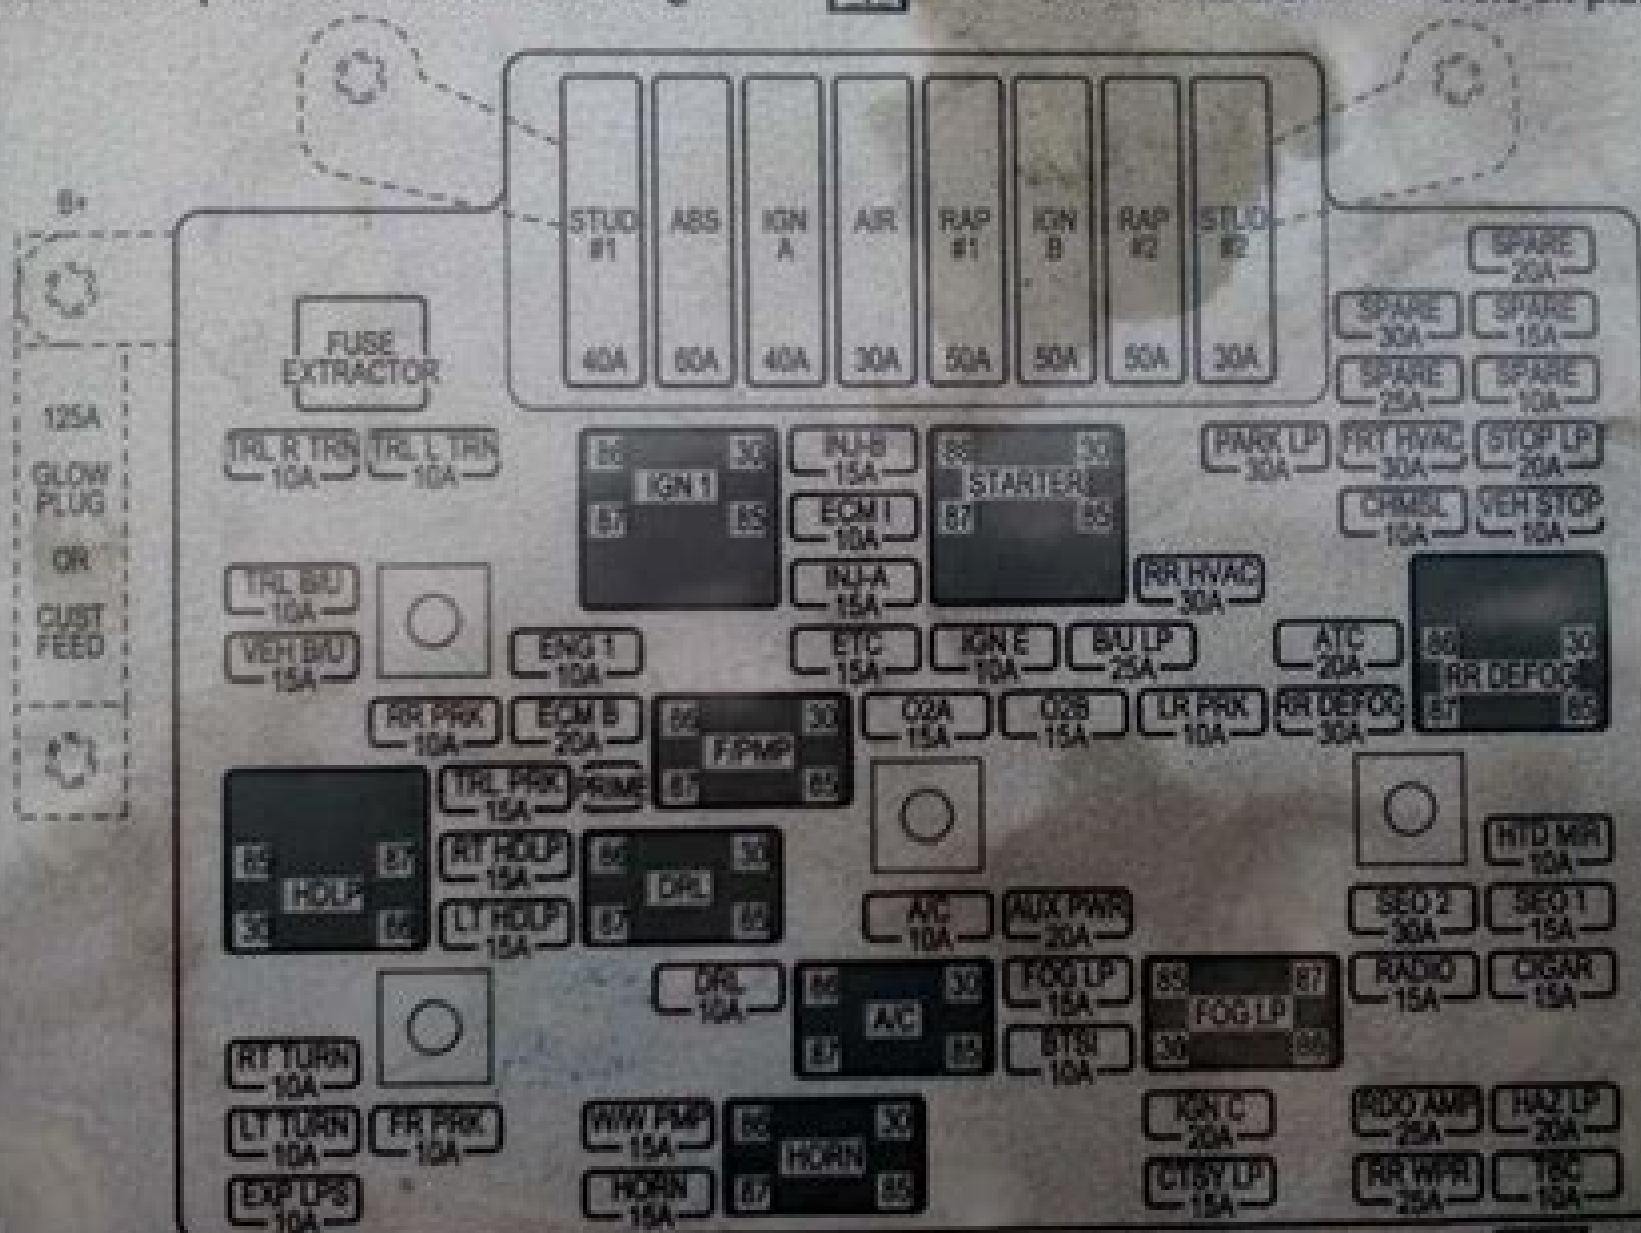 B+
125A
GLOW
PLUG
OR
CUST
FEED
FUSE
EXTRACTOR
STUD
#1
40A
ABS
60A
IGN
A
40A
AIR
30A
RAP
#1
50A
IGN
B
50A
RAP
#2
50A
STUD
#2
30A
SPARE
20A
SPARE
30A
SPARE
15A
SPARE
25A
SPARE
10A
TRL R TRN
10A
TRL L TRN
10A
86
30
IGN 1
87
85
INJ-B
15A
ECM I
10A
INJ-A
15A
86
30
STARTER
87
85
PARK LP
30A
FRT HVAC
30A
STOP LP
20A
CHMSL
10A
VEH STOP
10A
TRL B/U
10A
VEH B/U
15A
RR HVAC
30A
ENG 1
10A
ETC
15A
IGN E
10A
B/U LP
25A
ATC
20A
86
30
RR DEFOG
87
85
RR PRK
10A
ECM B
20A
86
30
F/PMP
87
85
O2A
15A
O2B
15A
LR PRK
10A
RR DEFOG
30A
TRL PRK
15A
PRIME
85
87
HDLP
30
86
RT HDLP
15A
LT HDLP
15A
86
30
DRL
87
85
HTD MIR
10A
A/C
10A
AUX PWR
20A
SEO 2
30A
SEO 1
15A
DRL
10A
86
30
A/C
87
85
FOG LP
15A
BTSI
10A
85
87
FOG LP
30
86
RADIO
15A
CIGAR
15A
RT TURN
10A
LT TURN
10A
FR PRK
10A
EXP LPS
10A
W/W PMP
15A
HORN
15A
86
30
HORN
87
85
IGN C
20A
RDO AMP
25A
HAZ LP
20A
CTSY LP
15A
RR WPR
25A
TBC
10A